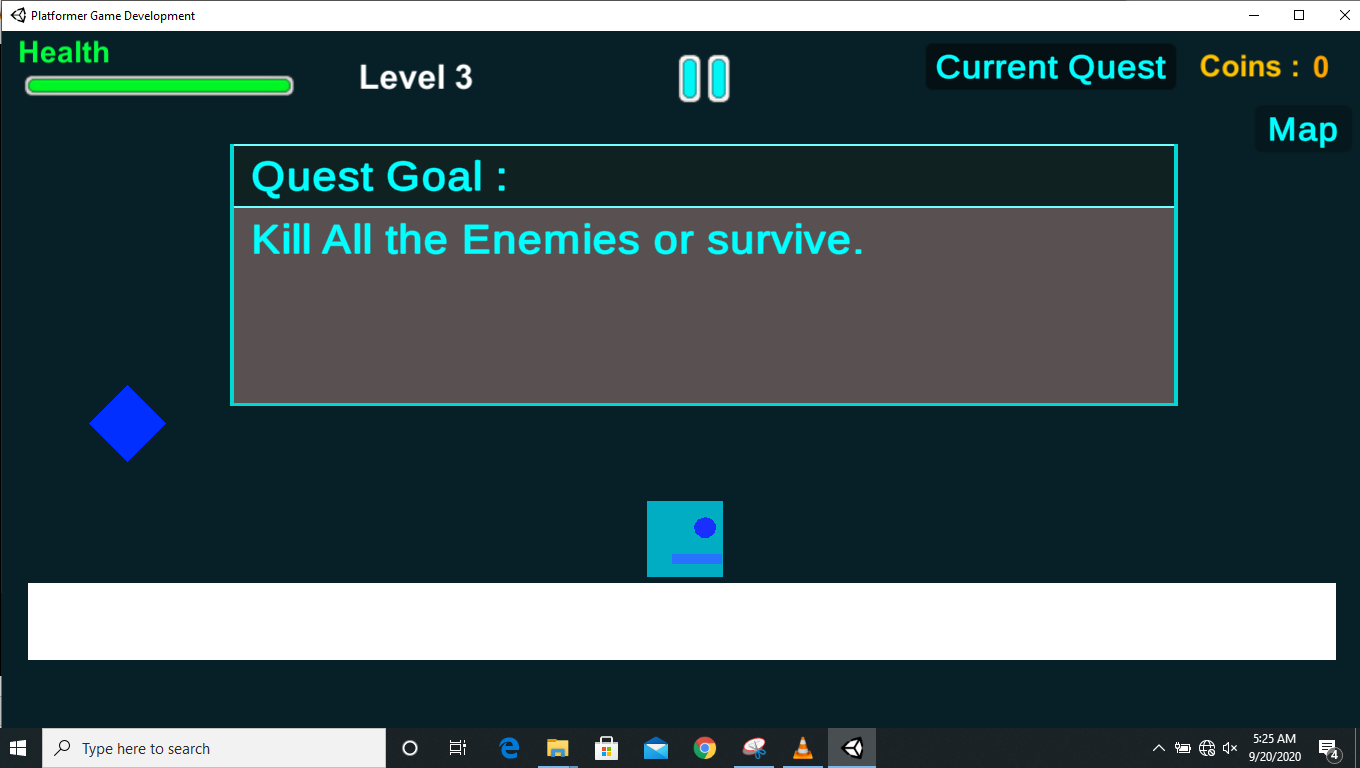 Platformer Game Development
Health
Level 3
Current Quest
Coins : 0
Map
Quest Goal :
Kill All the Enemies or survive.
Type here to search
5:25 AM
9/20/2020
4